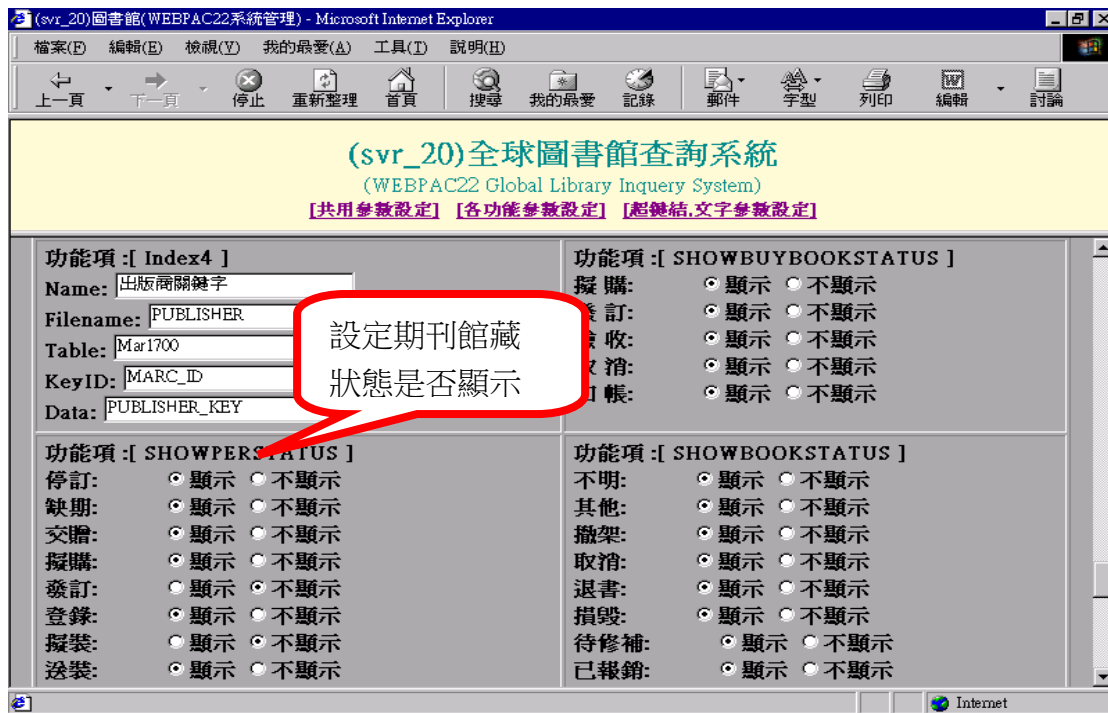 (svr_20)圖書館(WEBPAC22系統管理) - Microsoft Internet Explorer
檔案(F) 編輯(E) 檢視(V) 我的最愛(A) 工具(T) 說明(H)
上一頁 下一頁 停止 重新整理 首頁 搜尋 我的最愛 記錄 郵件 字型 列印 編輯 討論
(svr_20)全球圖書館查詢系統
(WEBPAC22 Global Library Inquery System)
[共用參數設定] [各功能參數設定] [超鍵結,文字參數設定]
功能項 :[ Index4 ]
Name: 出版商關鍵字
Filename: PUBLISHER
Table: Mar1700
KeyID: MARC_ID
Data: PUBLISHER_KEY
設定期刊館藏
狀態是否顯示
功能項 :[ SHOWBUYBOOKSTATUS ]
擬 購: 顯示 不顯示
訂: 顯示 不顯示
收: 顯示 不顯示
消: 顯示 不顯示
帳: 顯示 不顯示
功能項 :[ SHOWPERSTATUS ]
停訂: 顯示 不顯示
缺期: 顯示 不顯示
交贈: 顯示 不顯示
擬購: 顯示 不顯示
發訂: 顯示 不顯示
登錄: 顯示 不顯示
擬裝: 顯示 不顯示
送裝: 顯示 不顯示
功能項 :[ SHOWBOOKSTATUS ]
不明: 顯示 不顯示
其他: 顯示 不顯示
撤架: 顯示 不顯示
取消: 顯示 不顯示
退書: 顯示 不顯示
損毀: 顯示 不顯示
待修補: 顯示 不顯示
已報銷: 顯示 不顯示
Internet